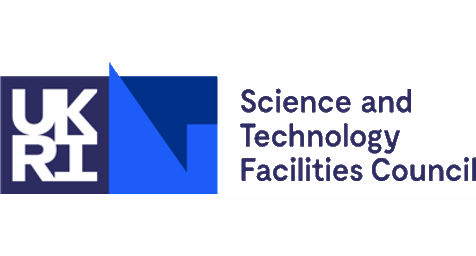 UK
RI
Science and
Technology
Facilities Council